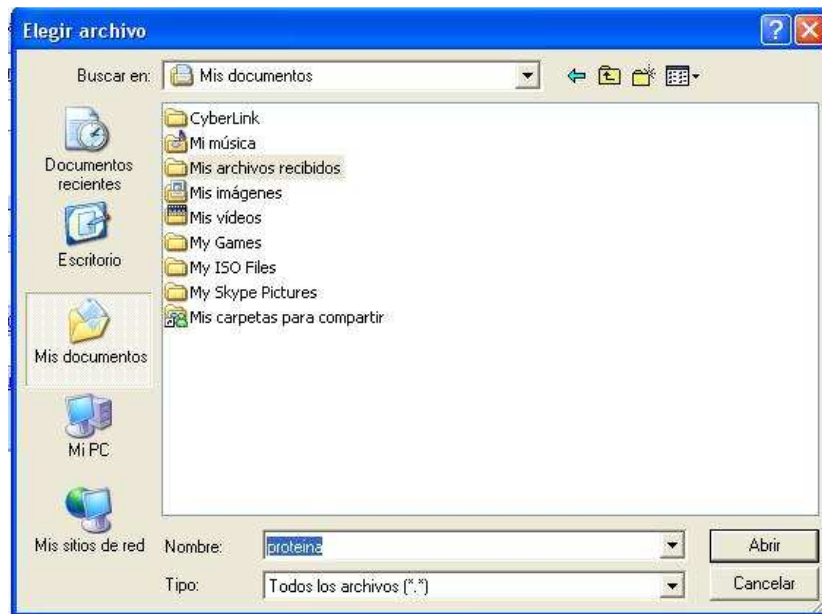 Elegir archivo
Buscar en: Mis documentos
Documentos recientes
Escritorio
Mis documentos
Mi PC
Mis sitios de red
CyberLink
Mi música
Mis archivos recibidos
Mis imágenes
Mis vídeos
My Games
My ISO Files
My Skype Pictures
Mis carpetas para compartir
Nombre: proteina Abrir
Tipo: Todos los archivos (*.*) Cancelar